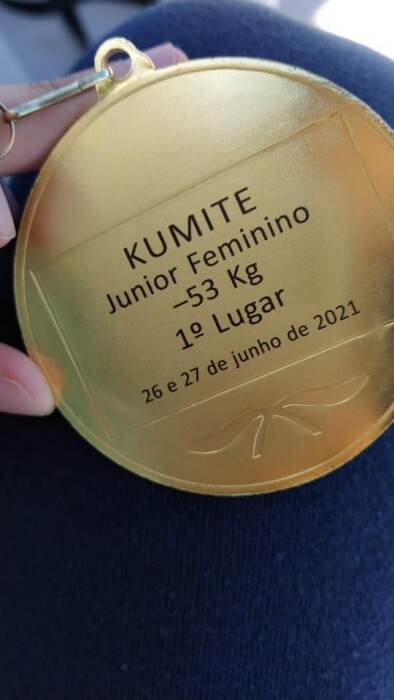 KUMITE
Junior Feminino
–53 Kg
1º Lugar
26 e 27 de junho de 2021